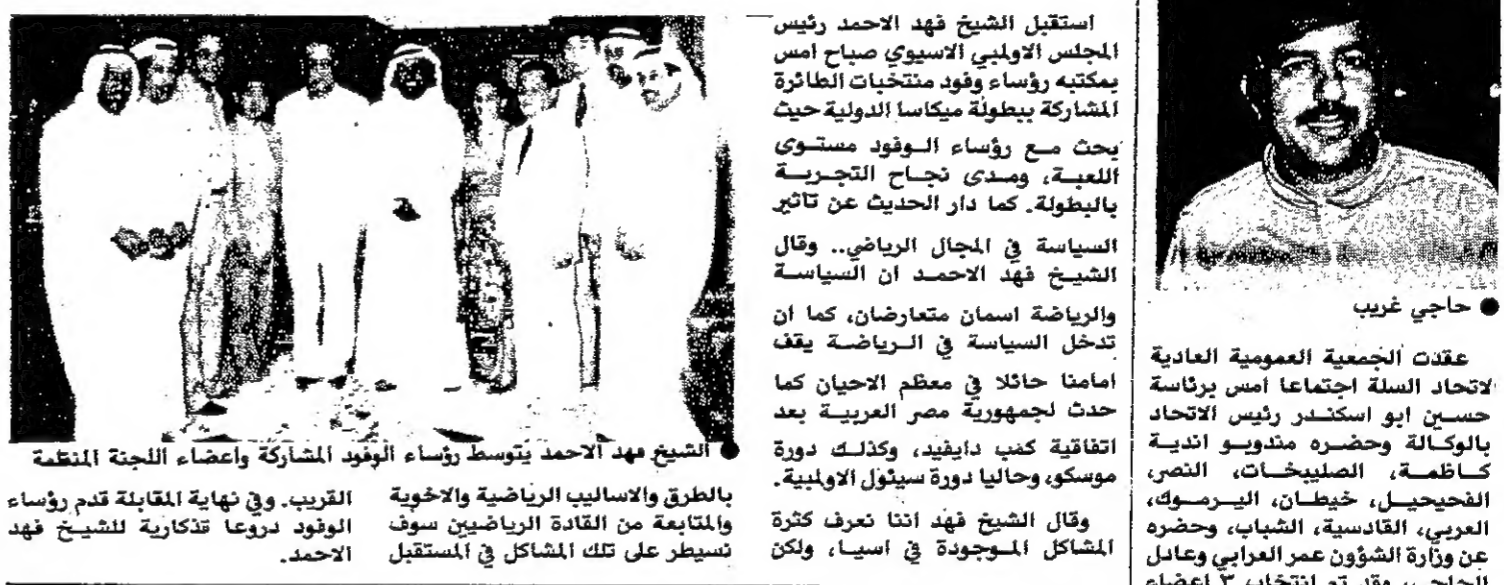 ● حاجي غريب
عقدت الجمعية العمومية العادية
لاتحاد السلة اجتماعا امس برئاسة
حسين ابو اسكندر رئيس الاتحاد
بالوكالة وحضره مندوبو اندية
كاظمة، الصليبخات، النصر،
الفحيحيل، خيطان، اليرموك،
العربي، القادسية، الشباب، وحضره
عن وزارة الشؤون عمر العرابي وعادل
وقد تم انتخاب ٣ اعضاء
استقبل الشيخ فهد الاحمد رئيس
المجلس الاولمبي الاسيوي صباح امس
بمكتبه رؤساء وفود منتخبات الطائرة
المشاركة ببطولة ميكاسا الدولية حيث
بحث مع رؤساء الوفود مستوى
اللعبة، ومدى نجاح التجربة
بالبطولة. كما دار الحديث عن تاثير
السياسة في المجال الرياضي.. وقال
الشيخ فهد الاحمد ان السياسة
والرياضة اسمان متعارضان، كما ان
تدخل السياسة في الرياضة يقف
امامنا حائلا في معظم الاحيان كما
حدث لجمهورية مصر العربية بعد
اتفاقية كمب دايفيد، وكذلك دورة
موسكو، وحاليا دورة سيئول الاولمبية.
وقال الشيخ فهد اننا نعرف كثرة
المشاكل الموجودة في اسيا، ولكن
● الشيخ فهد الاحمد يتوسط رؤساء الوفود المشاركة واعضاء اللجنة المنظمة
بالطرق والاساليب الرياضية والاخوية
والمتابعة من القادة الرياضيين سوف
نسيطر على تلك المشاكل في المستقبل
القريب. وفي نهاية المقابلة قدم رؤساء
الوفود دروعا تذكارية للشيخ فهد
الاحمد.